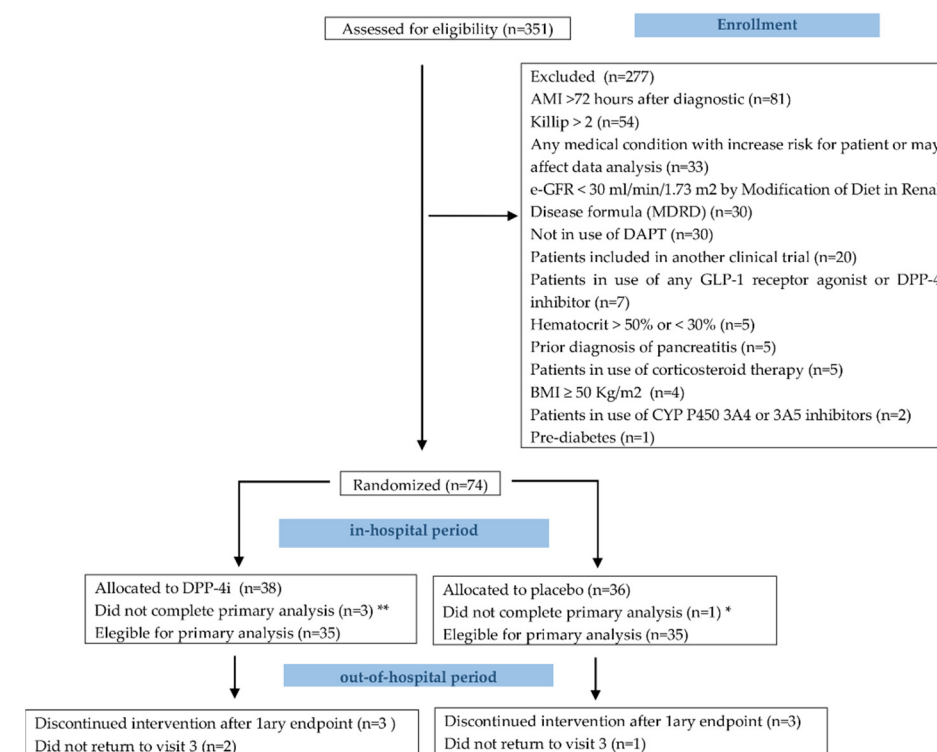 Assessed for eligibility (n=351)
Enrollment
Excluded (n=277)
AMI >72 hours after diagnostic (n=81)
Killip > 2 (n=54)
Any medical condition with increase risk for patient or may
affect data analysis (n=33)
e-GFR < 30 ml/min/1.73 m2 by Modification of Diet in Renal
Disease formula (MDRD) (n=30)
Not in use of DAPT (n=30)
Patients included in another clinical trial (n=20)
Patients in use of any GLP-1 receptor agonist or DPP-4
inhibitor (n=7)
Hematocrit > 50% or < 30% (n=5)
Prior diagnosis of pancreatitis (n=5)
Patients in use of corticosteroid therapy (n=5)
BMI ≥ 50 Kg/m2 (n=4)
Patients in use of CYP P450 3A4 or 3A5 inhibitors (n=2)
Pre-diabetes (n=1)
Randomized (n=74)
in-hospital period
Allocated to DPP-4i (n=38)
Did not complete primary analysis (n=3) **
Elegible for primary analysis (n=35)
Allocated to placebo (n=36)
Did not complete primary analysis (n=1) *
Elegible for primary analysis (n=35)
out-of-hospital period
Discontinued intervention after 1ary endpoint (n=3 )
Did not return to visit 3 (n=2)
Discontinued intervention after 1ary endpoint (n=3)
Did not return to visit 3 (n=1)